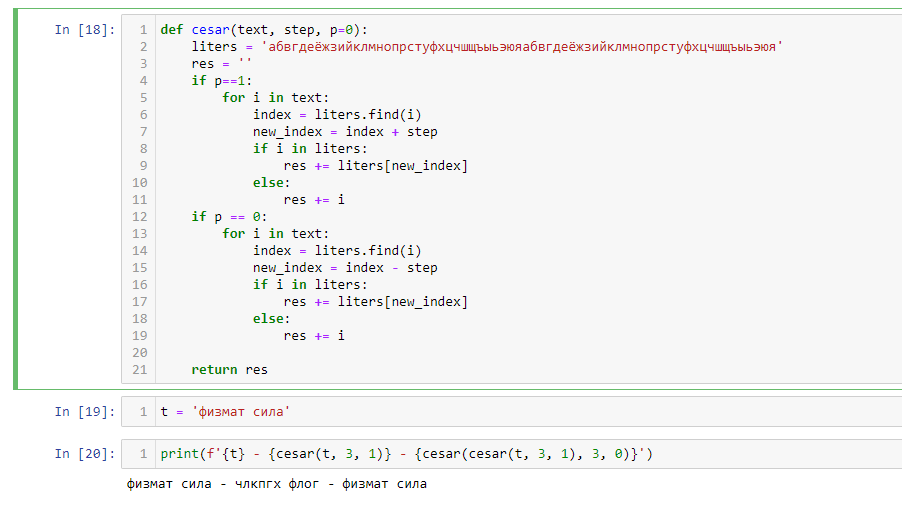 In [18]:
1 def cesar(text, step, p=0):
2     liters = 'абвгдеёжзийклмнопрстуфхцчшщъыьэюяабвгдеёжзийклмнопрстуфхцчшщъыьэюя'
3     res = ''
4     if p==1:
5         for i in text:
6             index = liters.find(i)
7             new_index = index + step
8             if i in liters:
9                 res += liters[new_index]
10             else:
11                 res += i
12     if p == 0:
13         for i in text:
14             index = liters.find(i)
15             new_index = index - step
16             if i in liters:
17                 res += liters[new_index]
18             else:
19                 res += i
20
21     return res
In [19]: 1 t = 'физмат сила'
In [20]: 1 print(f'{t} - {cesar(t, 3, 1)} - {cesar(cesar(t, 3, 1), 3, 0)}')
физмат сила - члкпгх флог - физмат сила